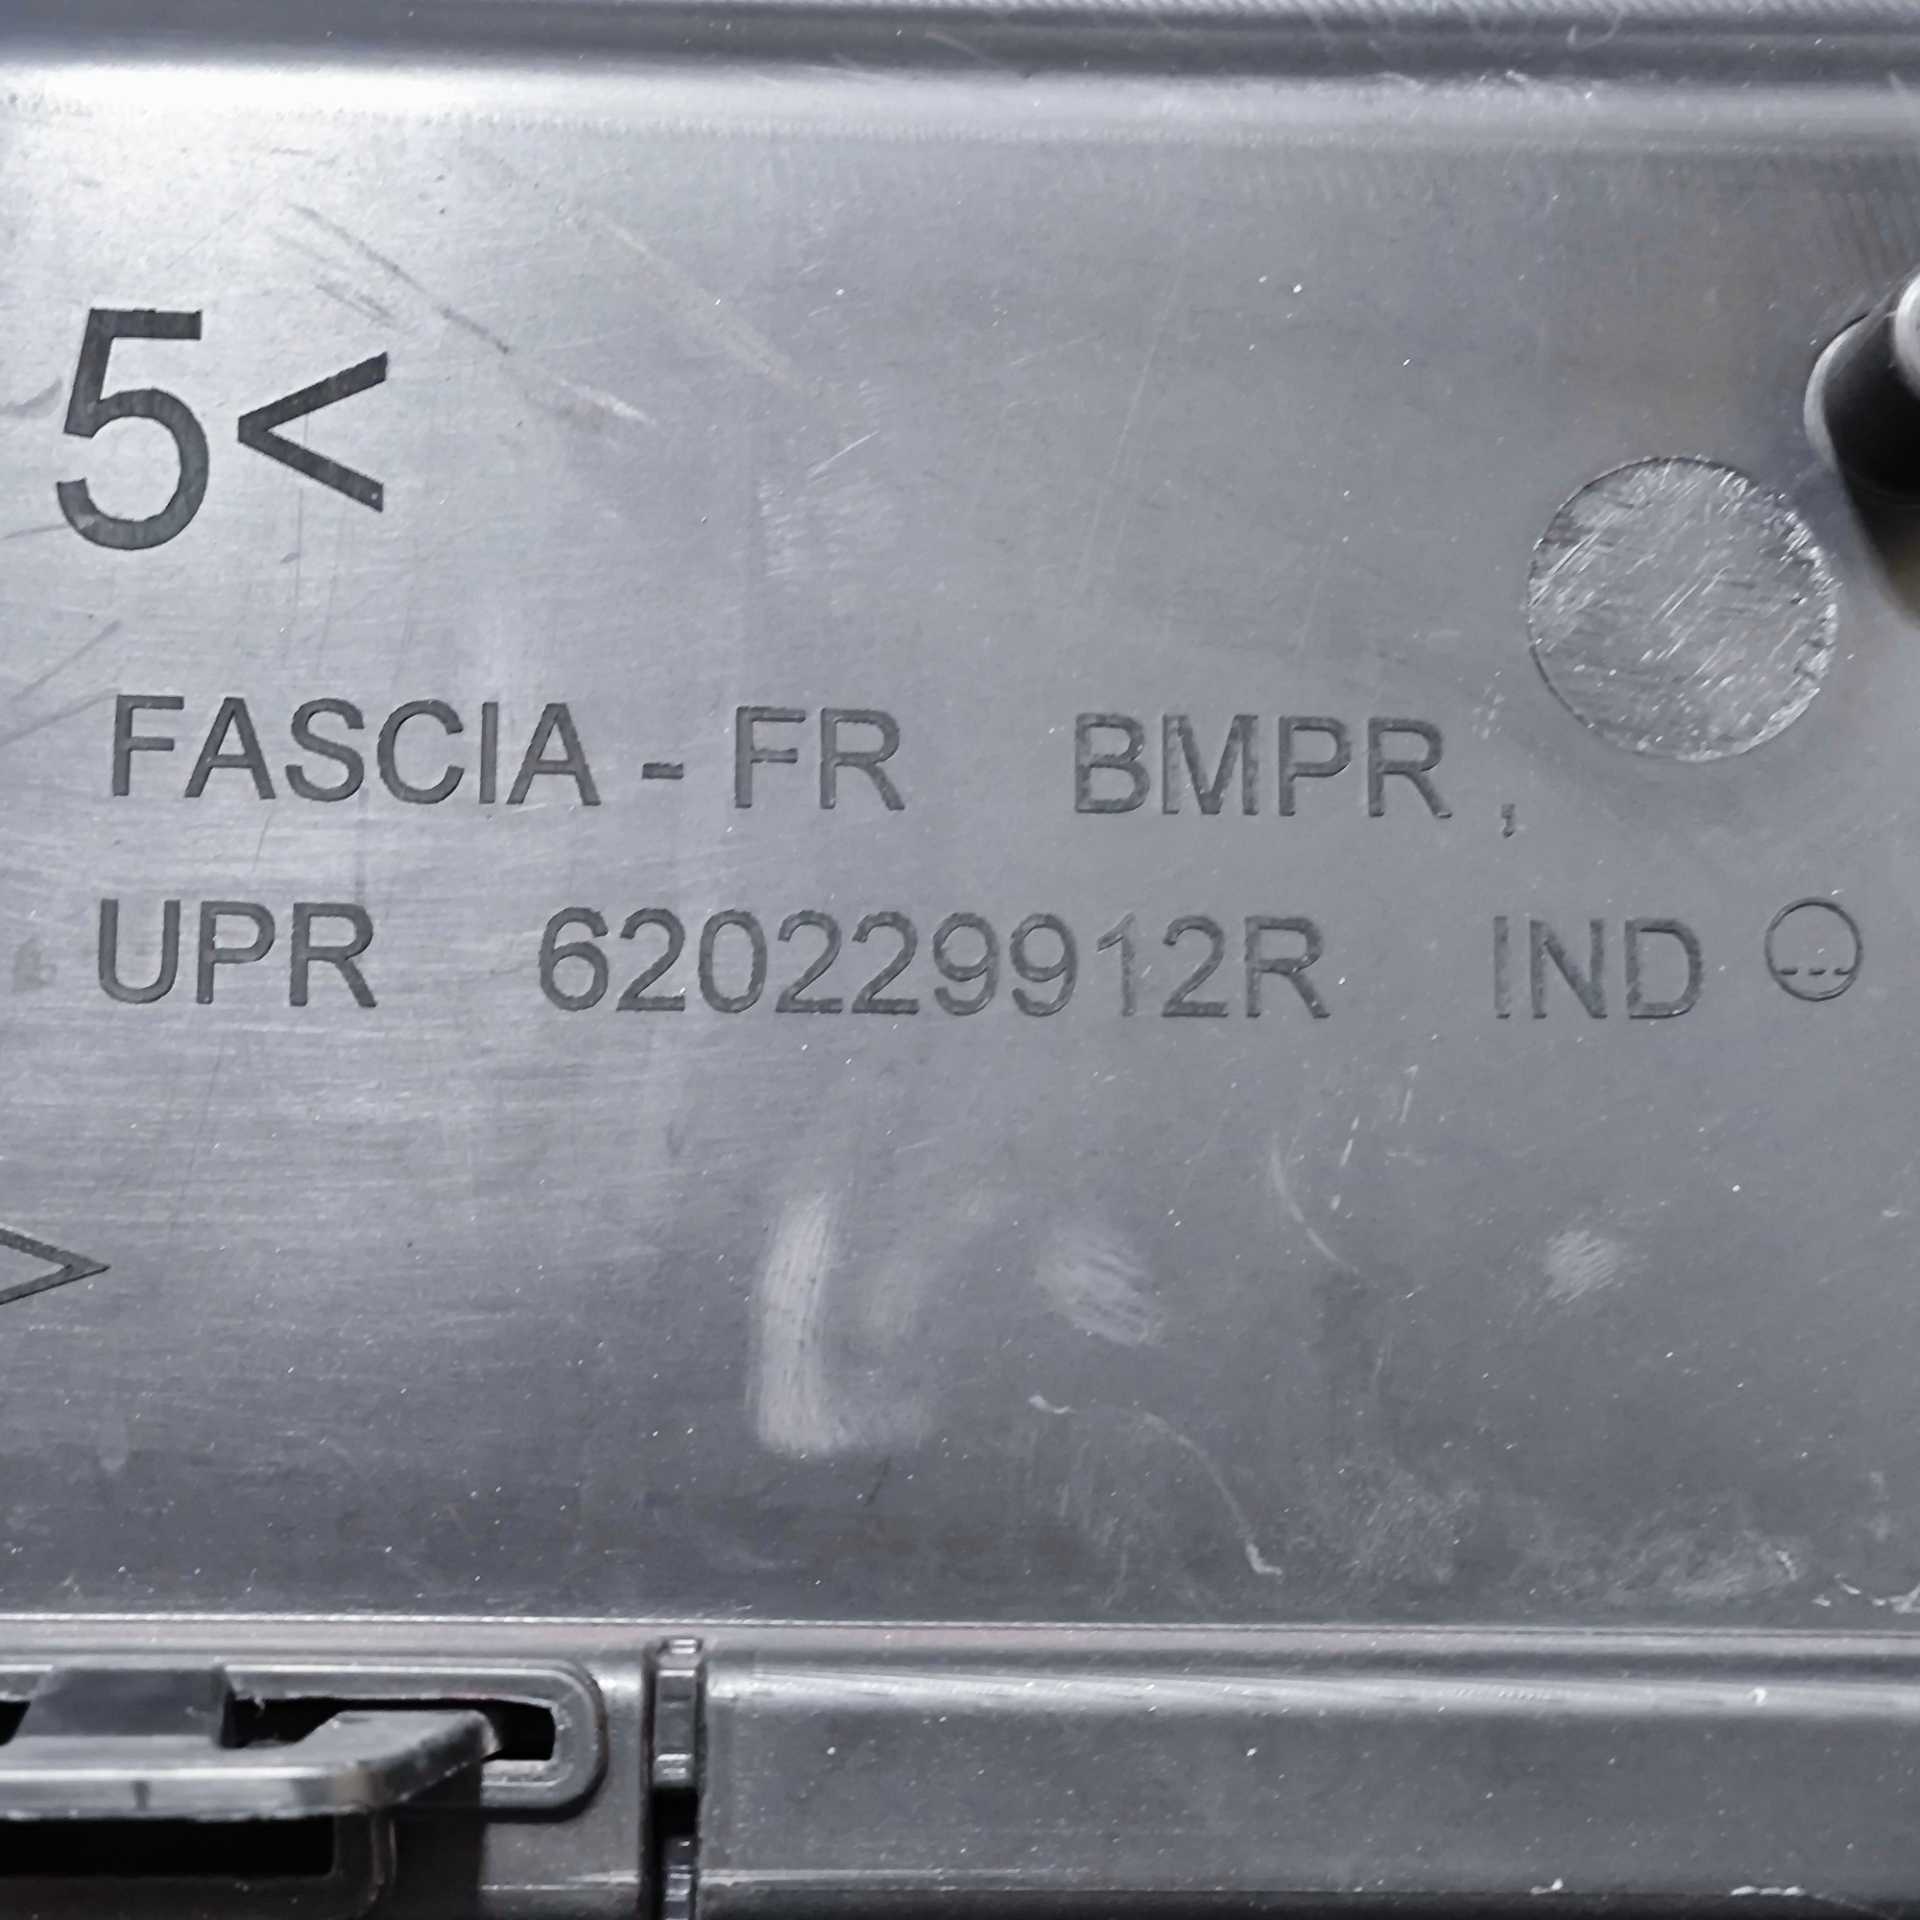 5<
FASCIA - FR BMPR,
UPR 620229912R IND ---